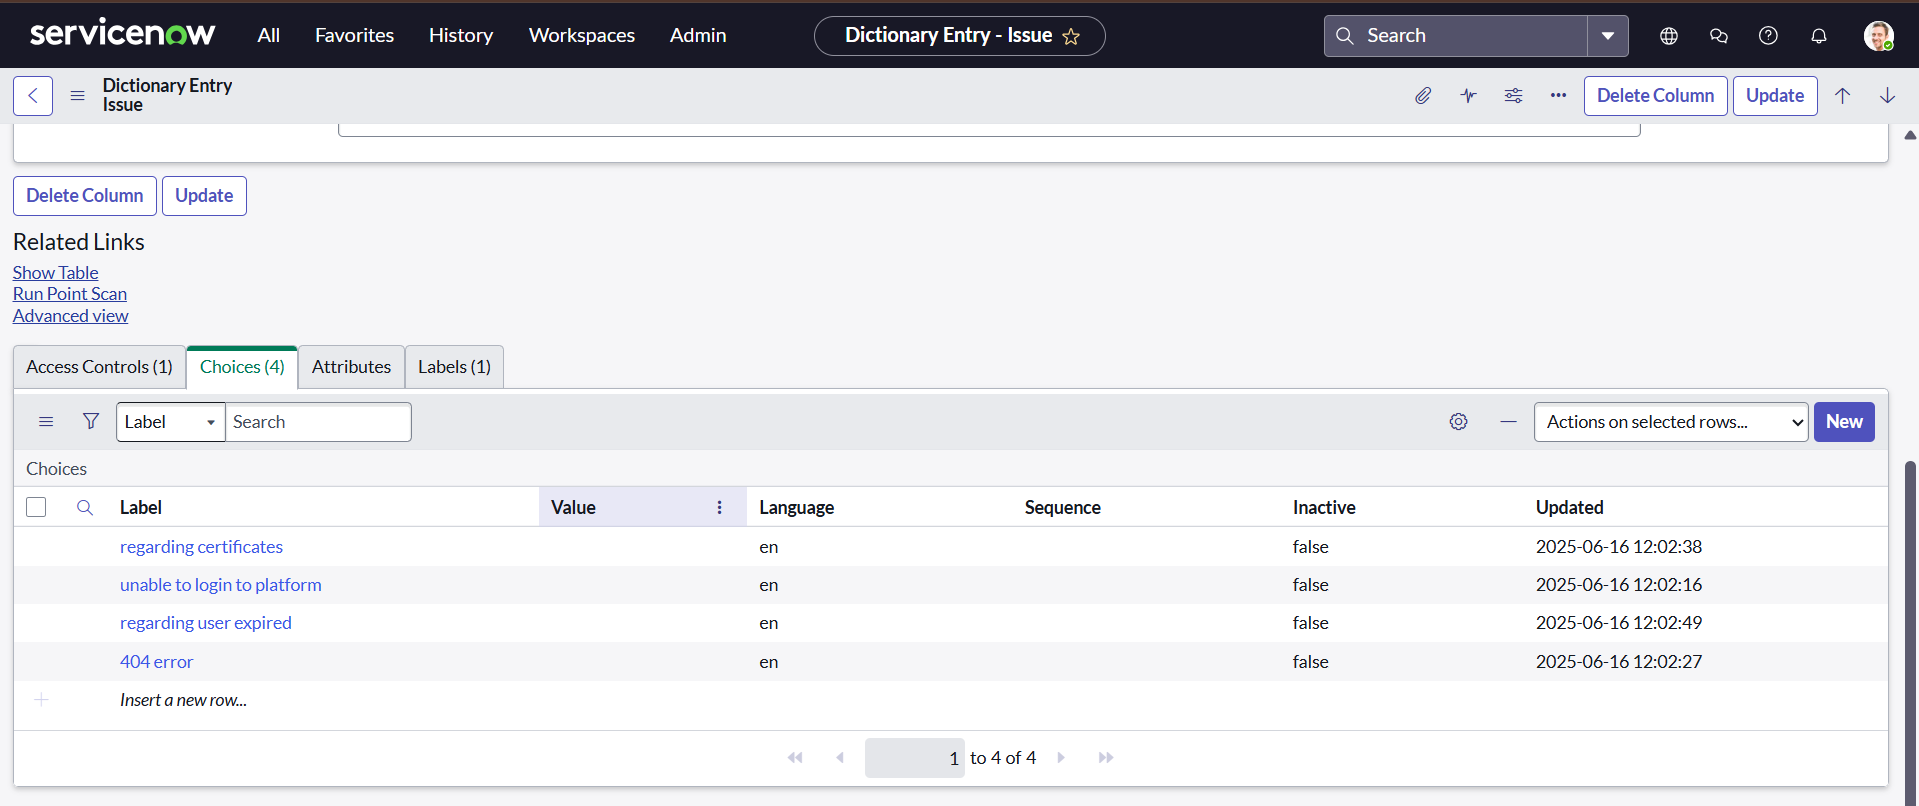 servicenow All Favorites History Workspaces Admin Dictionary Entry - Issue Search
Dictionary Entry
Issue
Delete Column Update
Delete Column Update
Related Links
Show Table
Run Point Scan
Advanced view
Access Controls (1) Choices (4) Attributes Labels (1)
Label Search Actions on selected rows... New
Choices
Label Value Language Sequence Inactive Updated
regarding certificates en false 2025-06-16 12:02:38
unable to login to platform en false 2025-06-16 12:02:16
regarding user expired en false 2025-06-16 12:02:49
404 error en false 2025-06-16 12:02:27
Insert a new row...
1 to 4 of 4